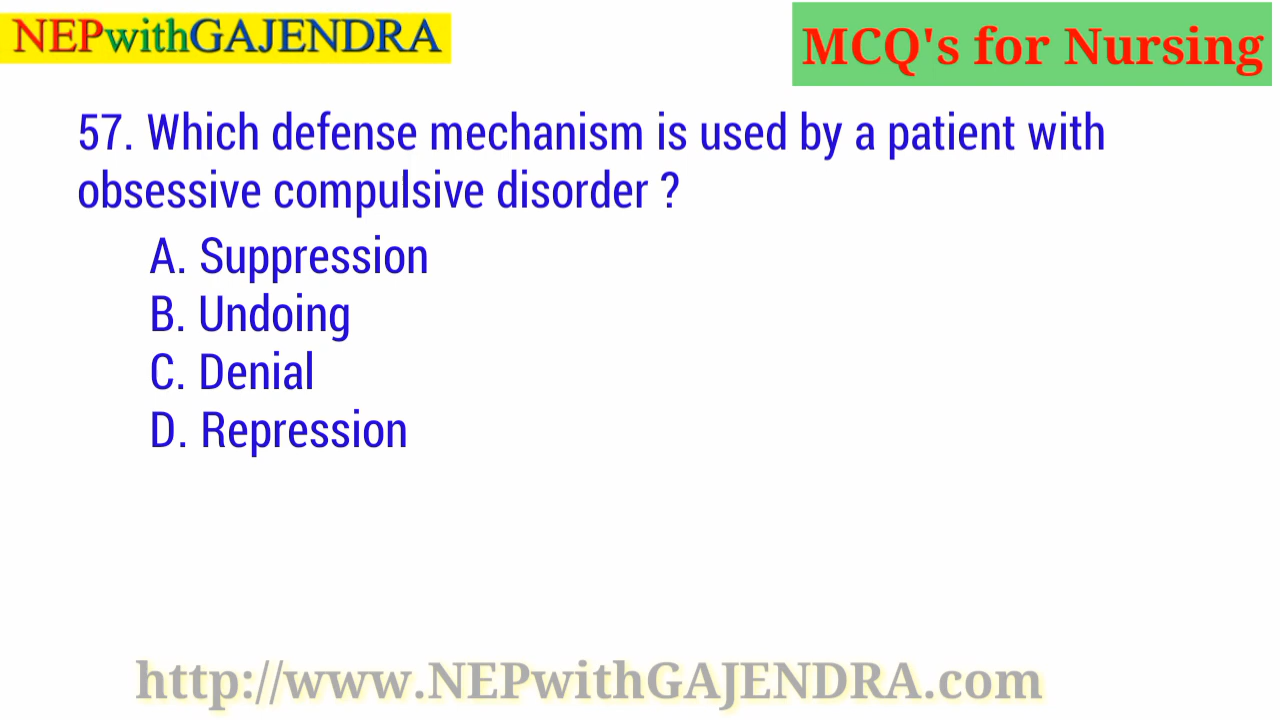 NEPwithGAJENDRA
MCQ's for Nursing
57. Which defense mechanism is used by a patient with
obsessive compulsive disorder ?
A. Suppression
B. Undoing
C. Denial
D. Repression
http://www.NEPwithGAJENDRA.com